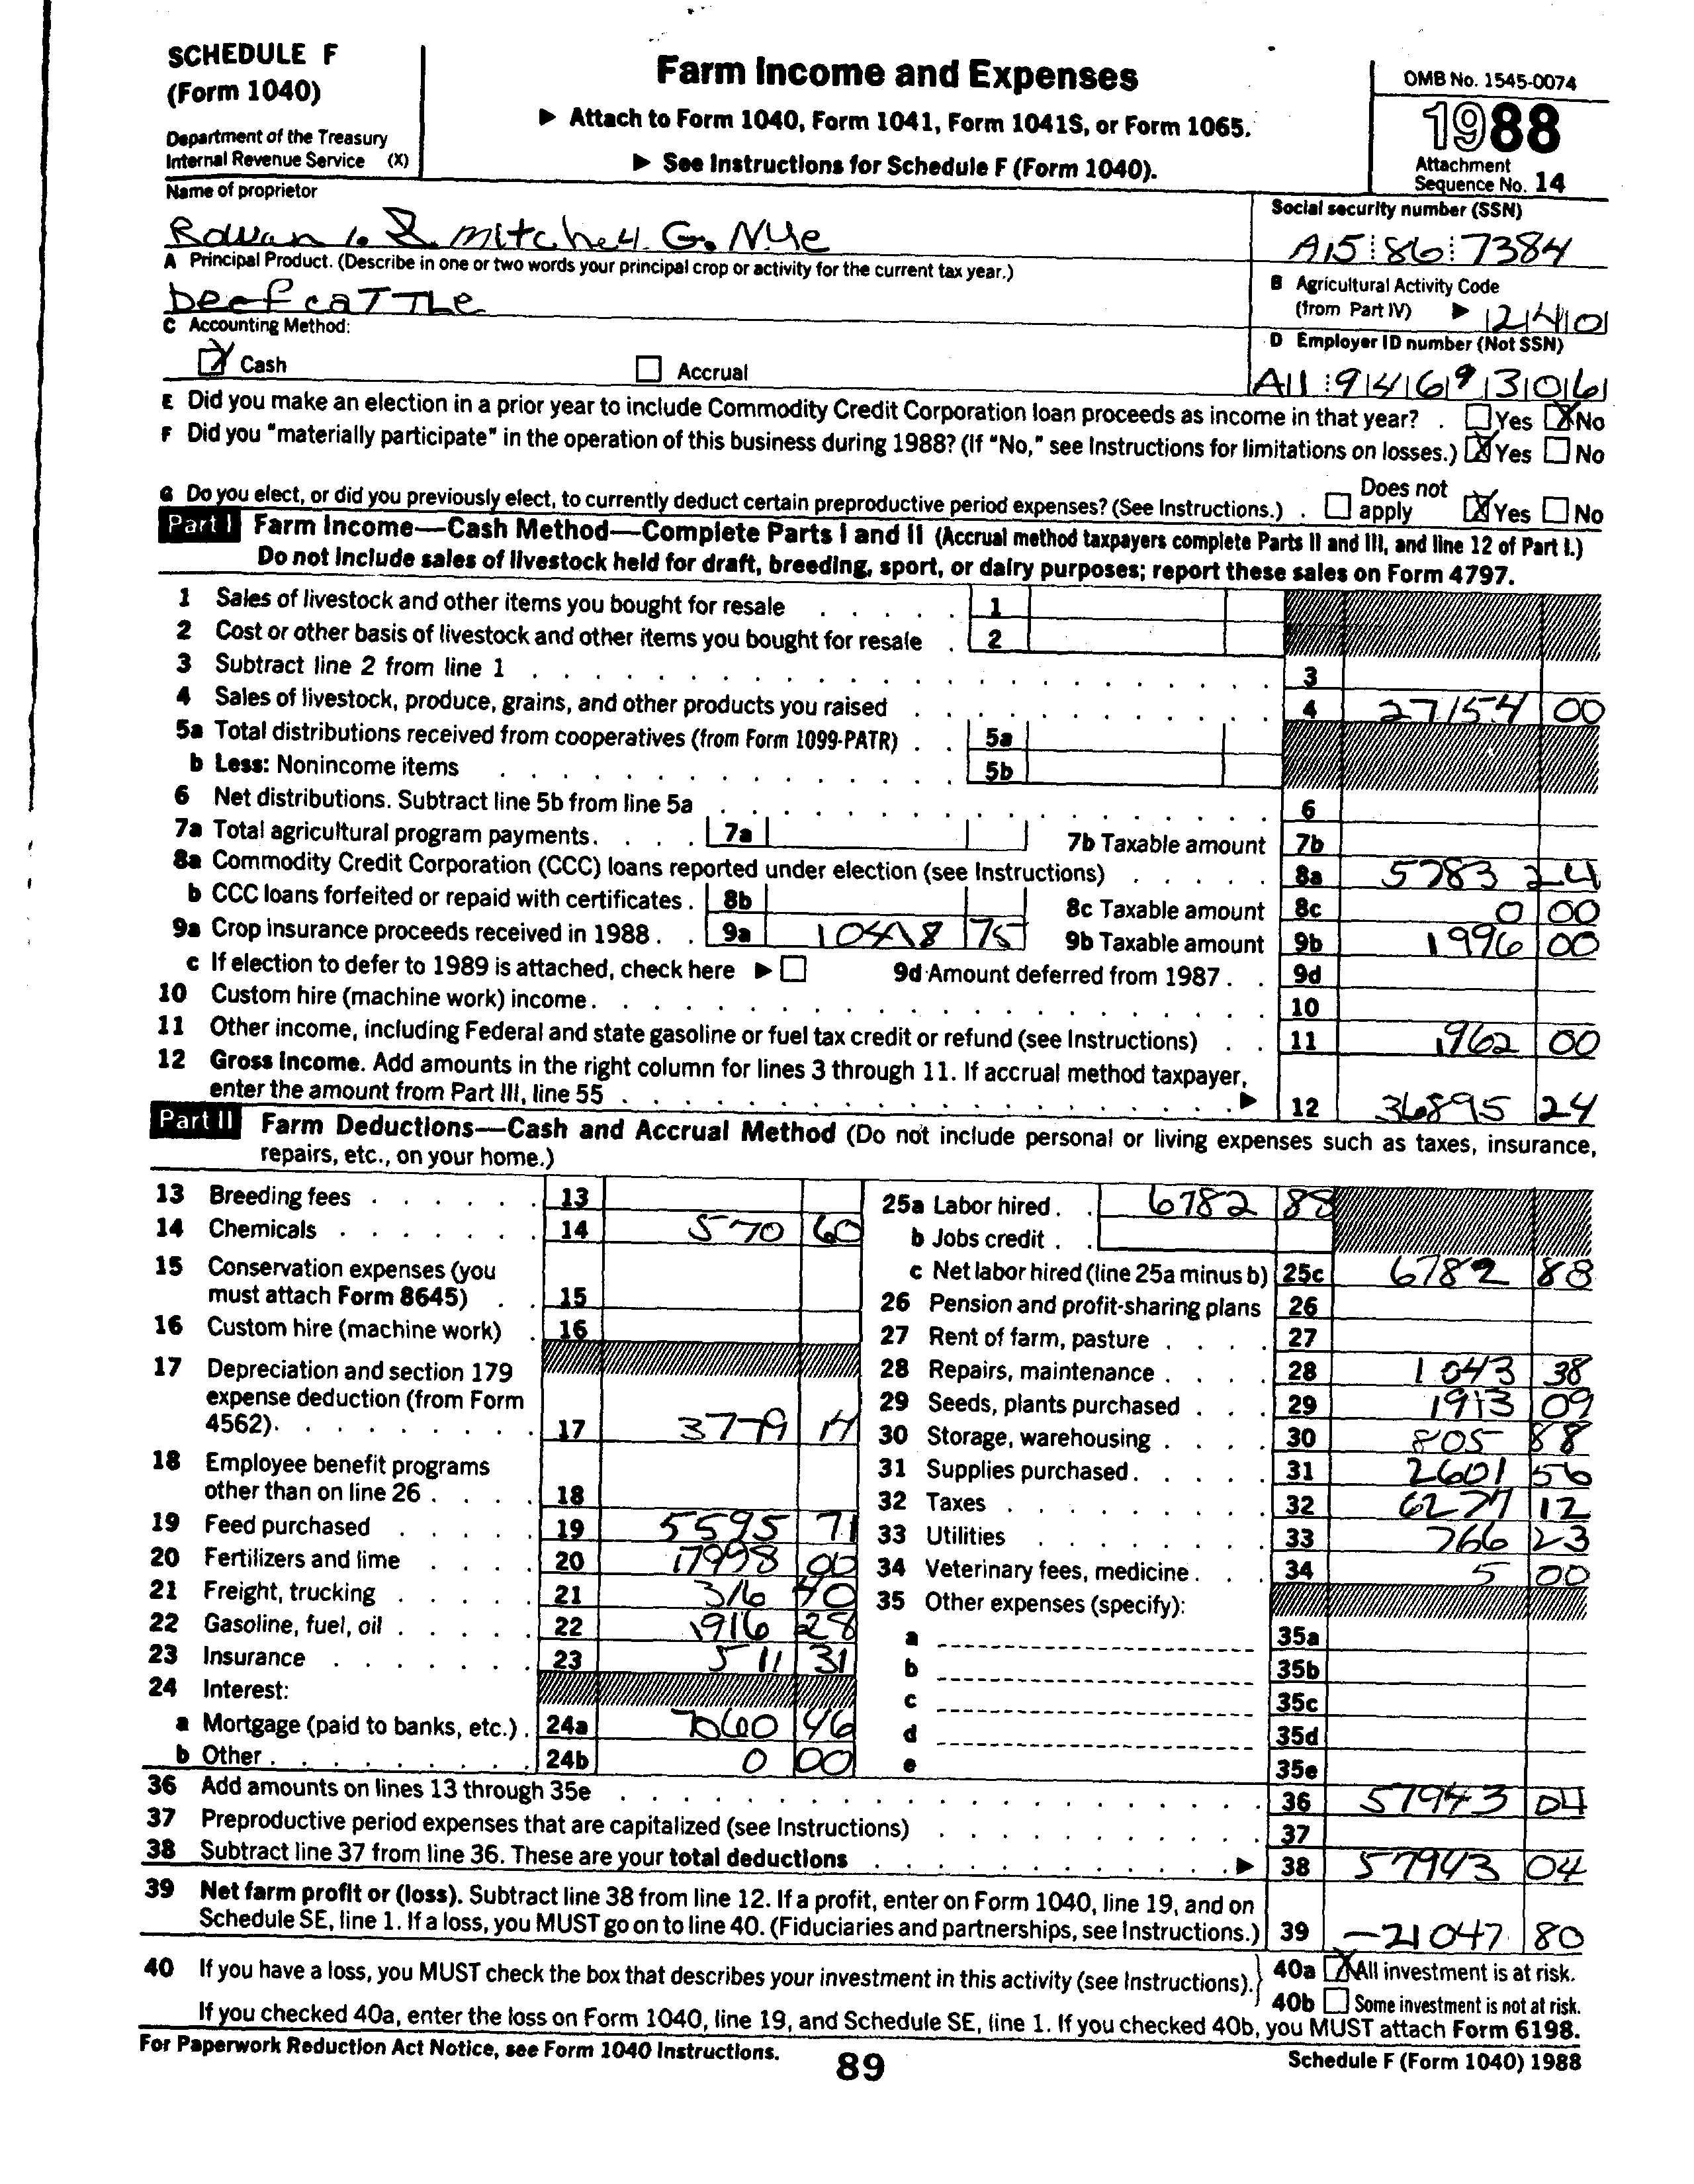 SCHEDULE F
(Form 1040)
Department of the Treasury
Internal Revenue Service (X)
Farm Income and Expenses
▶ Attach to Form 1040, Form 1041, Form 1041S, or Form 1065.
▶ See Instructions for Schedule F (Form 1040).
OMB No. 1545-0074
1988
Attachment
Sequence No. 14
Name of proprietor
Rowan & Mitchell G. Nye
Social security number (SSN)
A15 86 7384
A Principal Product. (Describe in one or two words your principal crop or activity for the current tax year.)
beef caTTLe
B Agricultural Activity Code
(from Part IV) ▶ 240
C Accounting Method:
Cash
Accrual
D Employer ID number (Not SSN)
A11 9469306
E Did you make an election in a prior year to include Commodity Credit Corporation loan proceeds as income in that year? . Yes X No
F Did you "materially participate" in the operation of this business during 1988? (If "No," see Instructions for limitations on losses.) X Yes No
G Do you elect, or did you previously elect, to currently deduct certain preproductive period expenses? (See Instructions.) . Does not apply X Yes No
Part I Farm Income—Cash Method—Complete Parts I and II (Accrual method taxpayers complete Parts II and III, and line 12 of Part I.)
Do not include sales of livestock held for draft, breeding, sport, or dairy purposes; report these sales on Form 4797.
1 Sales of livestock and other items you bought for resale . . . . . 1
2 Cost or other basis of livestock and other items you bought for resale . 2
3 Subtract line 2 from line 1 . . . . . 3
4 Sales of livestock, produce, grains, and other products you raised . . . . . 4 27154 00
5a Total distributions received from cooperatives (from Form 1099-PATR) . . 5a
b Less: Nonincome items . . . . . 5b
6 Net distributions. Subtract line 5b from line 5a . . . . . 6
7a Total agricultural program payments. . . . 7a 7b Taxable amount 7b
8a Commodity Credit Corporation (CCC) loans reported under election (see Instructions) . . . . . 8a 5783 24
b CCC loans forfeited or repaid with certificates . 8b 8c Taxable amount 8c 0 00
9a Crop insurance proceeds received in 1988 . . 9a 10418 75 9b Taxable amount 9b 1996 00
c If election to defer to 1989 is attached, check here ▶ 9d Amount deferred from 1987 . . 9d
10 Custom hire (machine work) income . . . . . 10
11 Other income, including Federal and state gasoline or fuel tax credit or refund (see Instructions) . . 11 1962 00
12 Gross Income. Add amounts in the right column for lines 3 through 11. If accrual method taxpayer,
enter the amount from Part III, line 55 . . . . . ▶ 12 36895 24
Part II Farm Deductions—Cash and Accrual Method (Do not include personal or living expenses such as taxes, insurance,
repairs, etc., on your home.)
13 Breeding fees . . . . . . 13
14 Chemicals . . . . . . . 14 570 60
15 Conservation expenses (you
must attach Form 8645) . . 15
16 Custom hire (machine work) . 16
17 Depreciation and section 179
expense deduction (from Form
4562). . . . . . . . . 17 3779 14
18 Employee benefit programs
other than on line 26 . . . . 18
19 Feed purchased . . . . . 19 5595 71
20 Fertilizers and lime . . . . 20 17998 00
21 Freight, trucking . . . . . 21 316 40
22 Gasoline, fuel, oil . . . . . 22 1916 28
23 Insurance . . . . . . . 23 511 31
24 Interest:
a Mortgage (paid to banks, etc.) . 24a 7060 46
b Other . . . . . . . . 24b 0 00
25a Labor hired . . 6782 88
b Jobs credit . .
c Net labor hired (line 25a minus b) 25c 6782 88
26 Pension and profit-sharing plans 26
27 Rent of farm, pasture . . . . 27
28 Repairs, maintenance . . . . 28 1043 38
29 Seeds, plants purchased . . . 29 1913 09
30 Storage, warehousing . . . . 30 805 88
31 Supplies purchased . . . . . 31 2601 56
32 Taxes . . . . . . . . 32 6277 12
33 Utilities . . . . . . . . 33 766 23
34 Veterinary fees, medicine . . . 34 5 00
35 Other expenses (specify):
a 35a
b 35b
c 35c
d 35d
e 35e
36 Add amounts on lines 13 through 35e . . . . . 36 57943 04
37 Preproductive period expenses that are capitalized (see Instructions) . . . . . 37
38 Subtract line 37 from line 36. These are your total deductions . . . . . ▶ 38 57943 04
39 Net farm profit or (loss). Subtract line 38 from line 12. If a profit, enter on Form 1040, line 19, and on
Schedule SE, line 1. If a loss, you MUST go on to line 40. (Fiduciaries and partnerships, see Instructions.) 39 -21047 80
40 If you have a loss, you MUST check the box that describes your investment in this activity (see Instructions). 40a X All investment is at risk.
40b Some investment is not at risk.
If you checked 40a, enter the loss on Form 1040, line 19, and Schedule SE, line 1. If you checked 40b, you MUST attach Form 6198.
For Paperwork Reduction Act Notice, see Form 1040 Instructions.
89
Schedule F (Form 1040) 1988